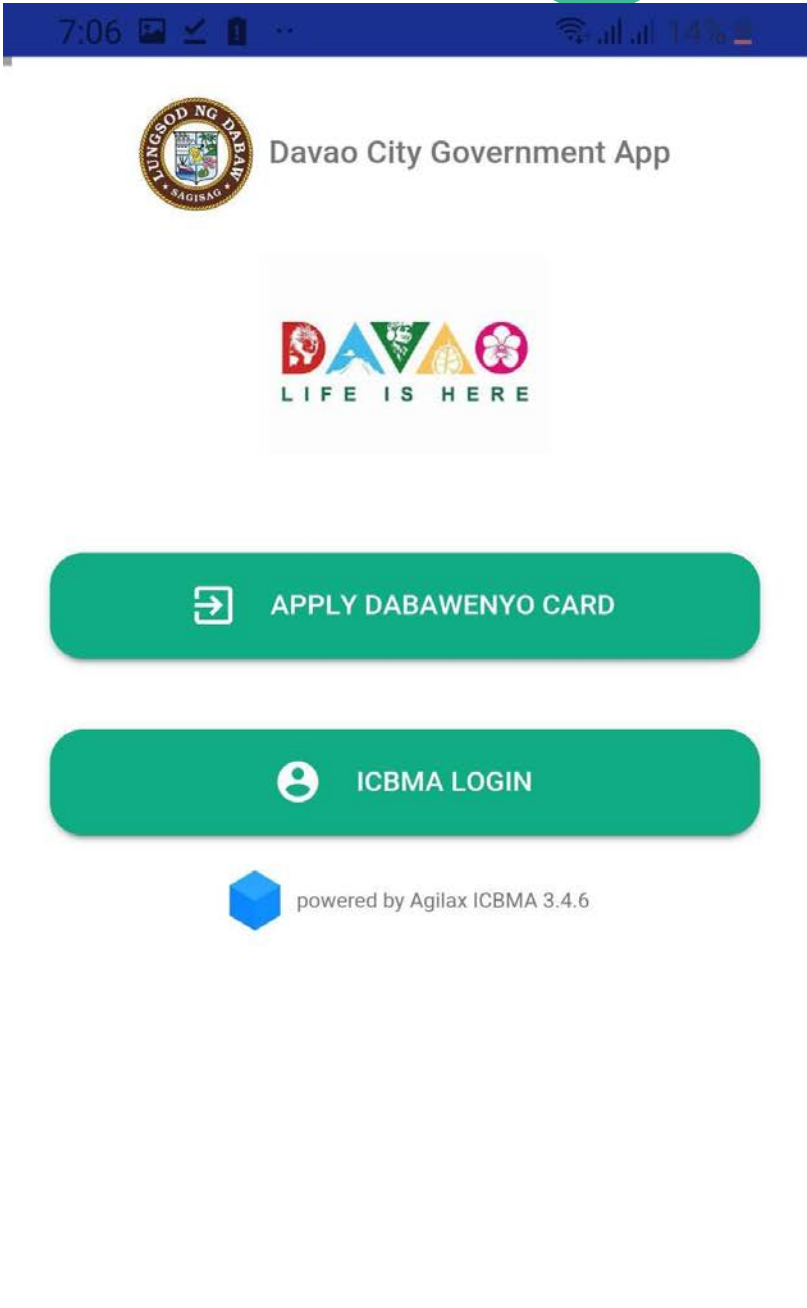 7:06 14%
LUNGSOD NG DABAW
SAGISAG
Davao City Government App
DAVAO
LIFE IS HERE
APPLY DABAWENYO CARD
ICBMA LOGIN
powered by Agilax ICBMA 3.4.6